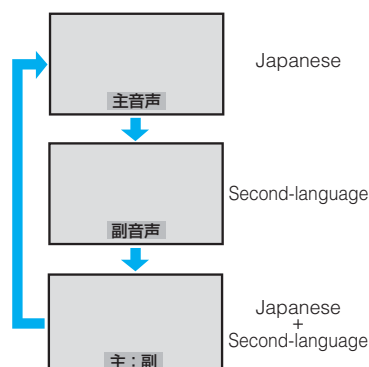 主音声
Japanese
副音声
Second-language
主：副
Japanese
+
Second-language